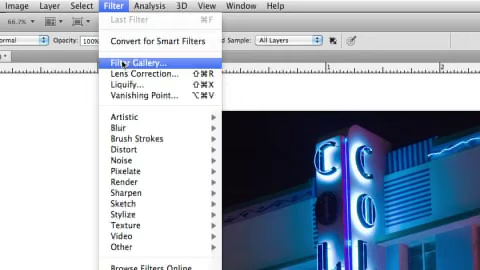 Image Layer Select Filter Analysis 3D View Window Help
66.7%
Last Filter ⌘F
ormal Opacity: 100% d Sample: All Layers
Convert for Smart Filters
Filter Gallery...
Lens Correction... ⇧⌘R
Liquify... ⇧⌘X
Vanishing Point... ⌥⌘V
1 2
Artistic
Blur
Brush Strokes
Distort
Noise
Pixelate
Render
Sharpen
Sketch
Stylize
Texture
Video
Other
Browse Filters Online...
C C
O O
L L